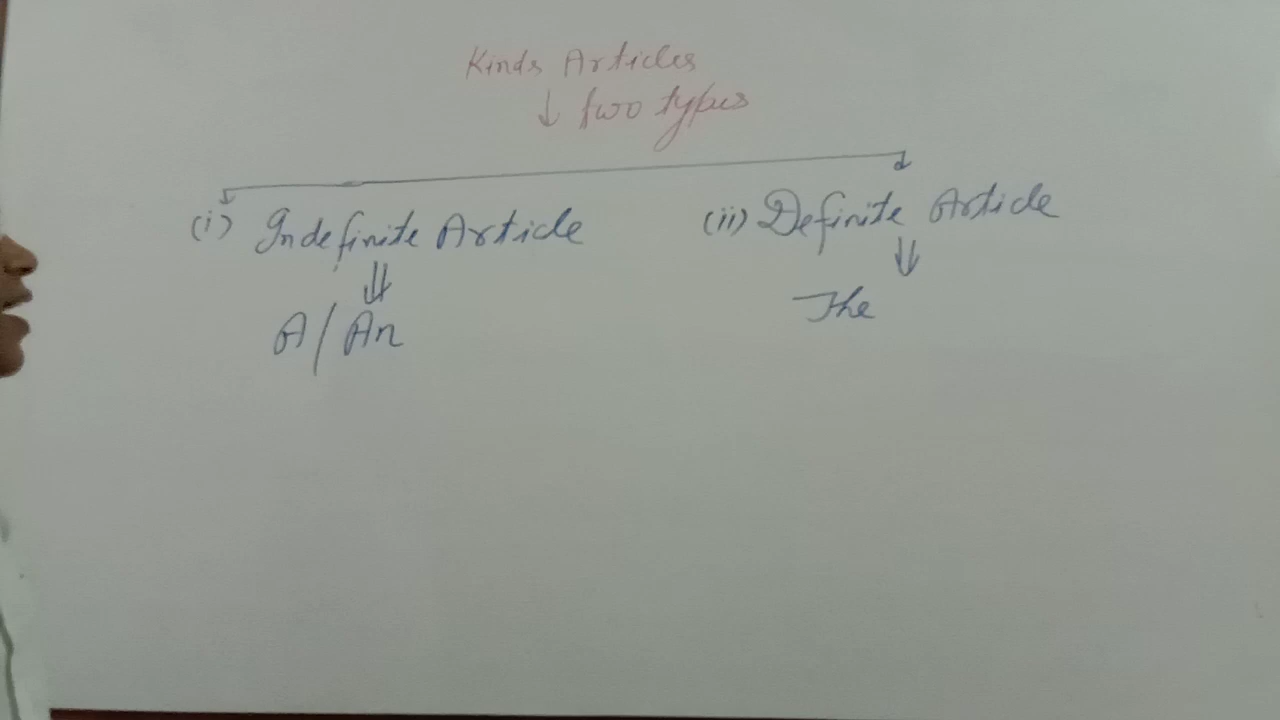 Kinds Articles
↓ two types
(i) Indefinite Article (ii) Definite Article
⇓ ⇓
A/An The